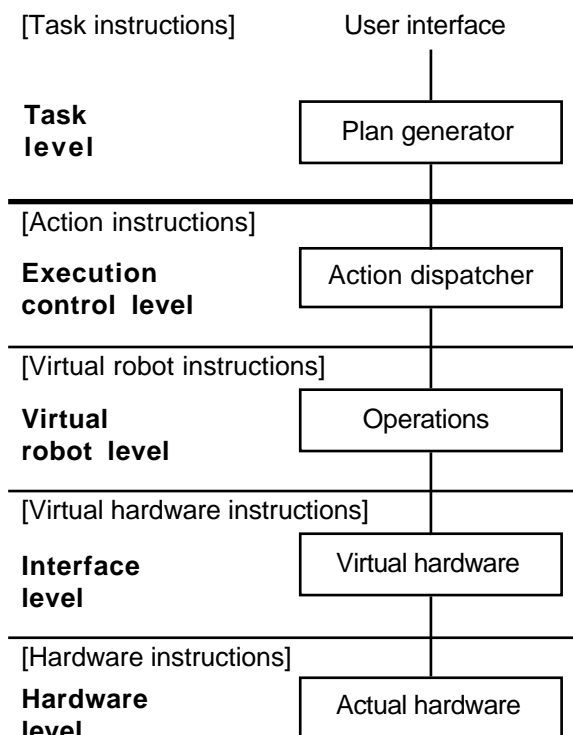 [Task instructions] User interface
Task
level
Plan generator
[Action instructions]
Execution
control level
Action dispatcher
[Virtual robot instructions]
Virtual
robot level
Operations
[Virtual hardware instructions]
Interface
level
Virtual hardware
[Hardware instructions]
Hardware
level
Actual hardware